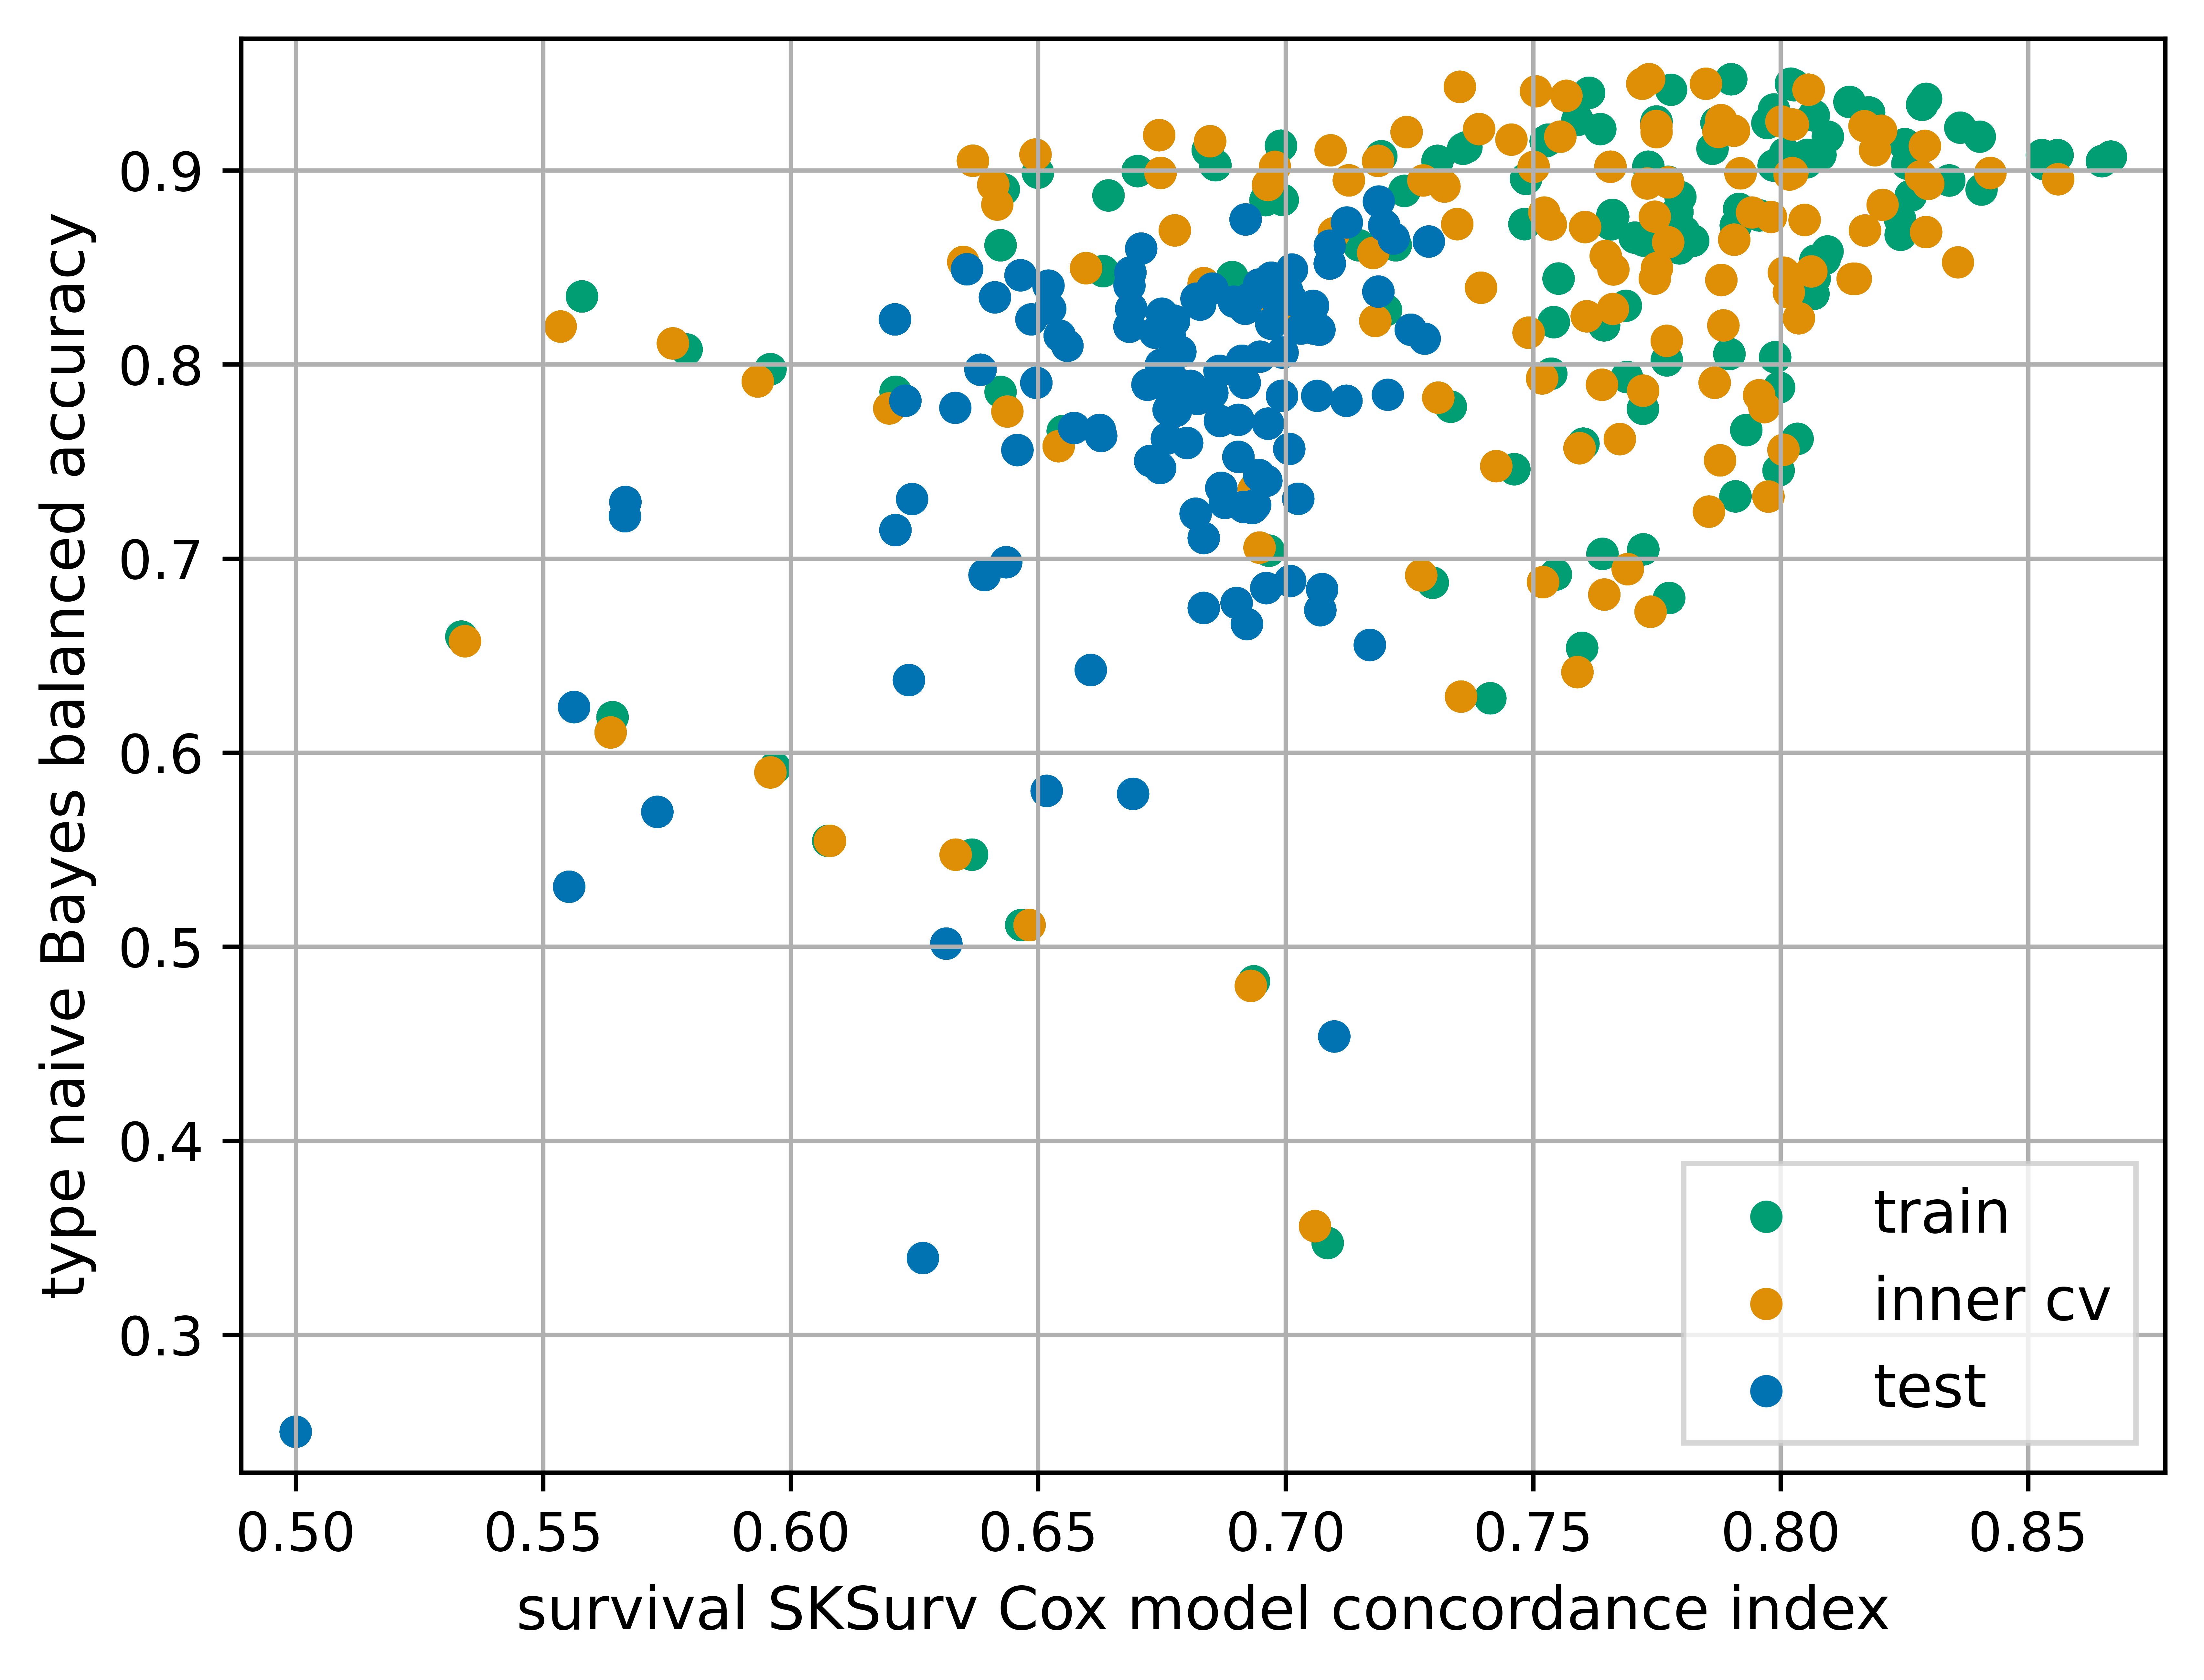 type naive Bayes balanced accuracy
0.9
0.8
0.7
0.6
0.5
0.4
0.3
train
inner cv
test
0.50 0.55 0.60 0.65 0.70 0.75 0.80 0.85
survival SKSurv Cox model concordance index